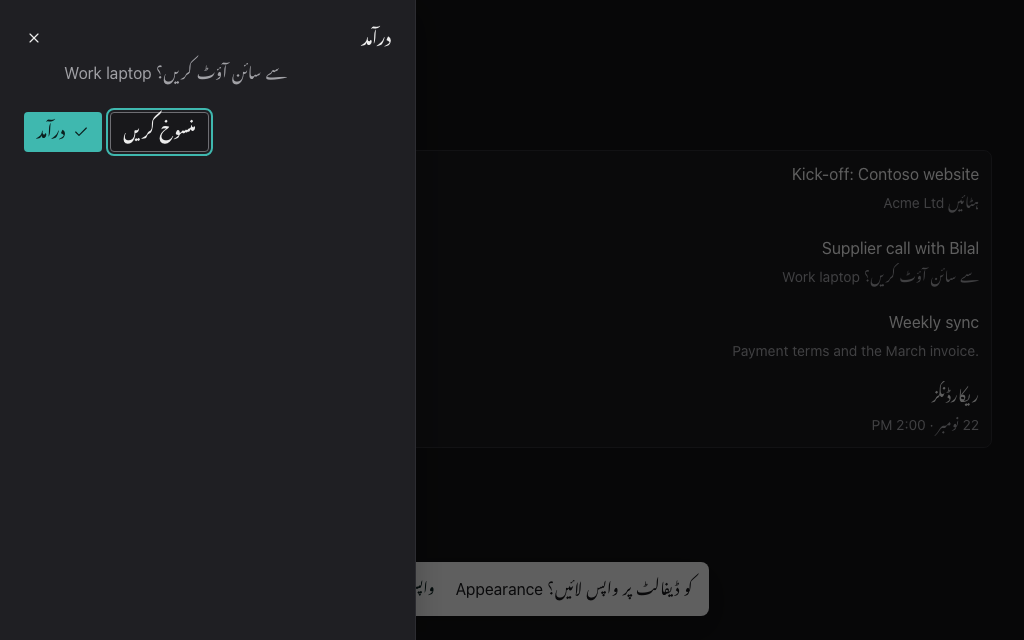 درآمد
Work laptop سے سائن آؤٹ کریں؟
منسوخ کریں
درآمد
Kick-off: Contoso website
Acme Ltd ہٹائیں
Supplier call with Bilal
Work laptop سے سائن آؤٹ کریں؟
Weekly sync
Payment terms and the March invoice.
ریکارڈنگز
22 نومبر · 2:00 PM
Appearance کو ڈیفالٹ پر واپس لائیں؟